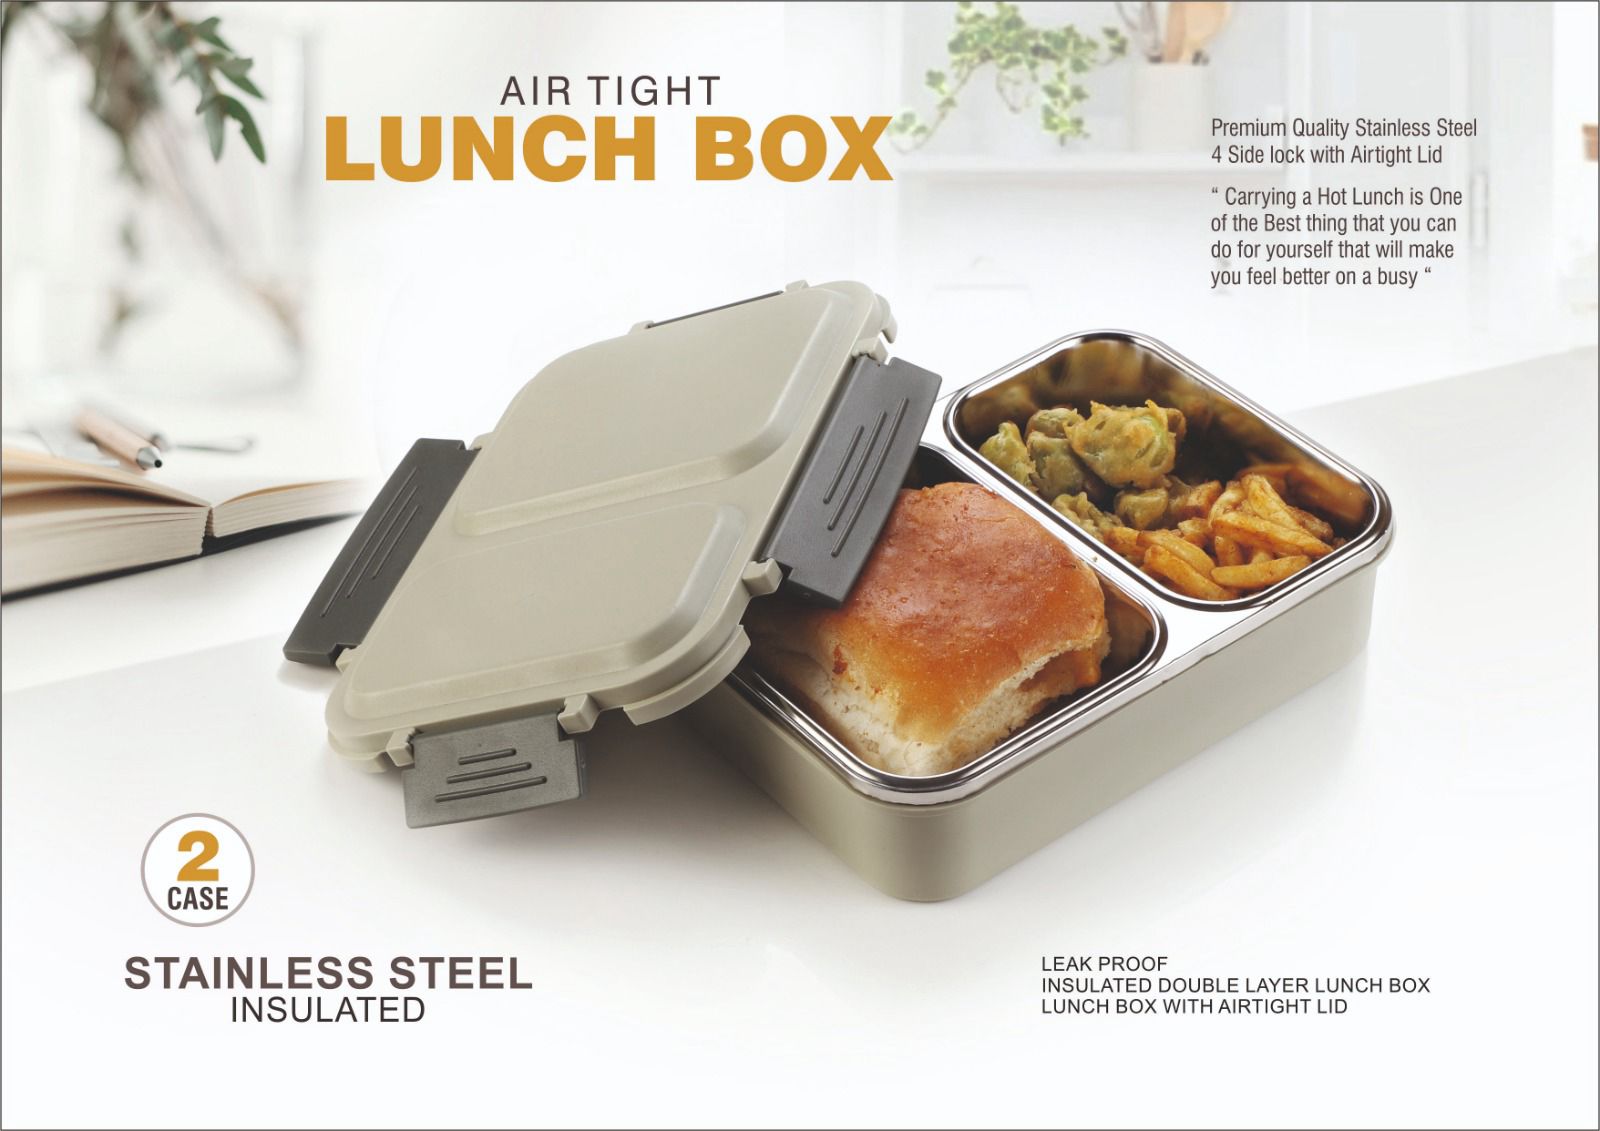 AIR TIGHT
LUNCH BOX
Premium Quality Stainless Steel
4 Side lock with Airtight Lid
“ Carrying a Hot Lunch is One
of the Best thing that you can
do for yourself that will make
you feel better on a busy “
2
CASE
STAINLESS STEEL
INSULATED
LEAK PROOF
INSULATED DOUBLE LAYER LUNCH BOX
LUNCH BOX WITH AIRTIGHT LID